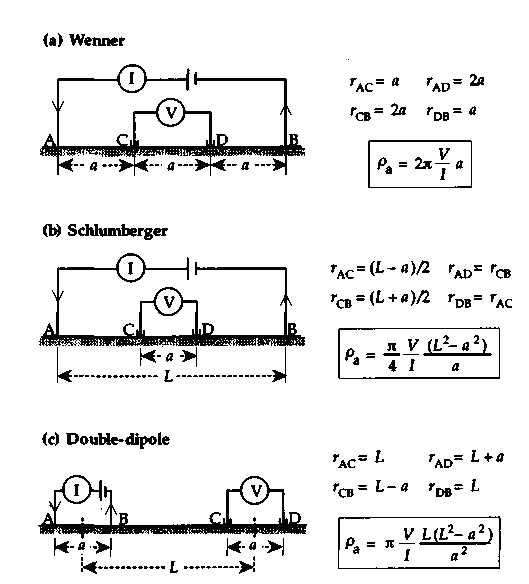 (a) Wenner
I
V
A C D B
a a a
r_AC = a r_AD = 2a
r_CB = 2a r_DB = a
ρ_a = 2π V/I a
(b) Schlumberger
I
V
A C D B
a
L
r_AC = (L - a)/2 r_AD = r_CB
r_CB = (L + a)/2 r_DB = r_AC
ρ_a = π/4 V/I (L² - a²)/a
(c) Double-dipole
I
V
A B C D
a a
L
r_AC = L r_AD = L + a
r_CB = L - a r_DB = L
ρ_a = π V/I L(L² - a²)/a²